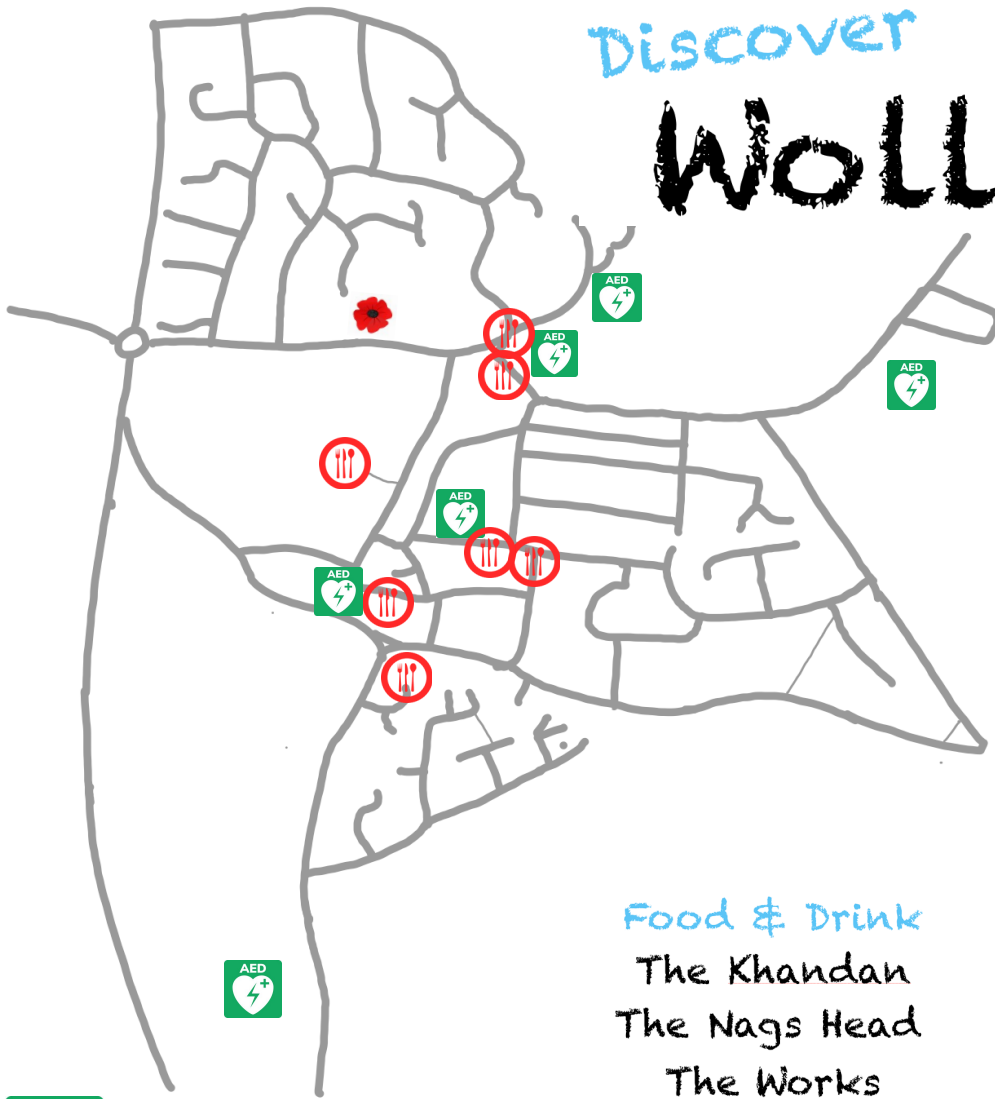 Discover
Woll
AED
AED
AED
AED
AED
AED
Food & Drink
The Khandan
The Nags Head
The Works